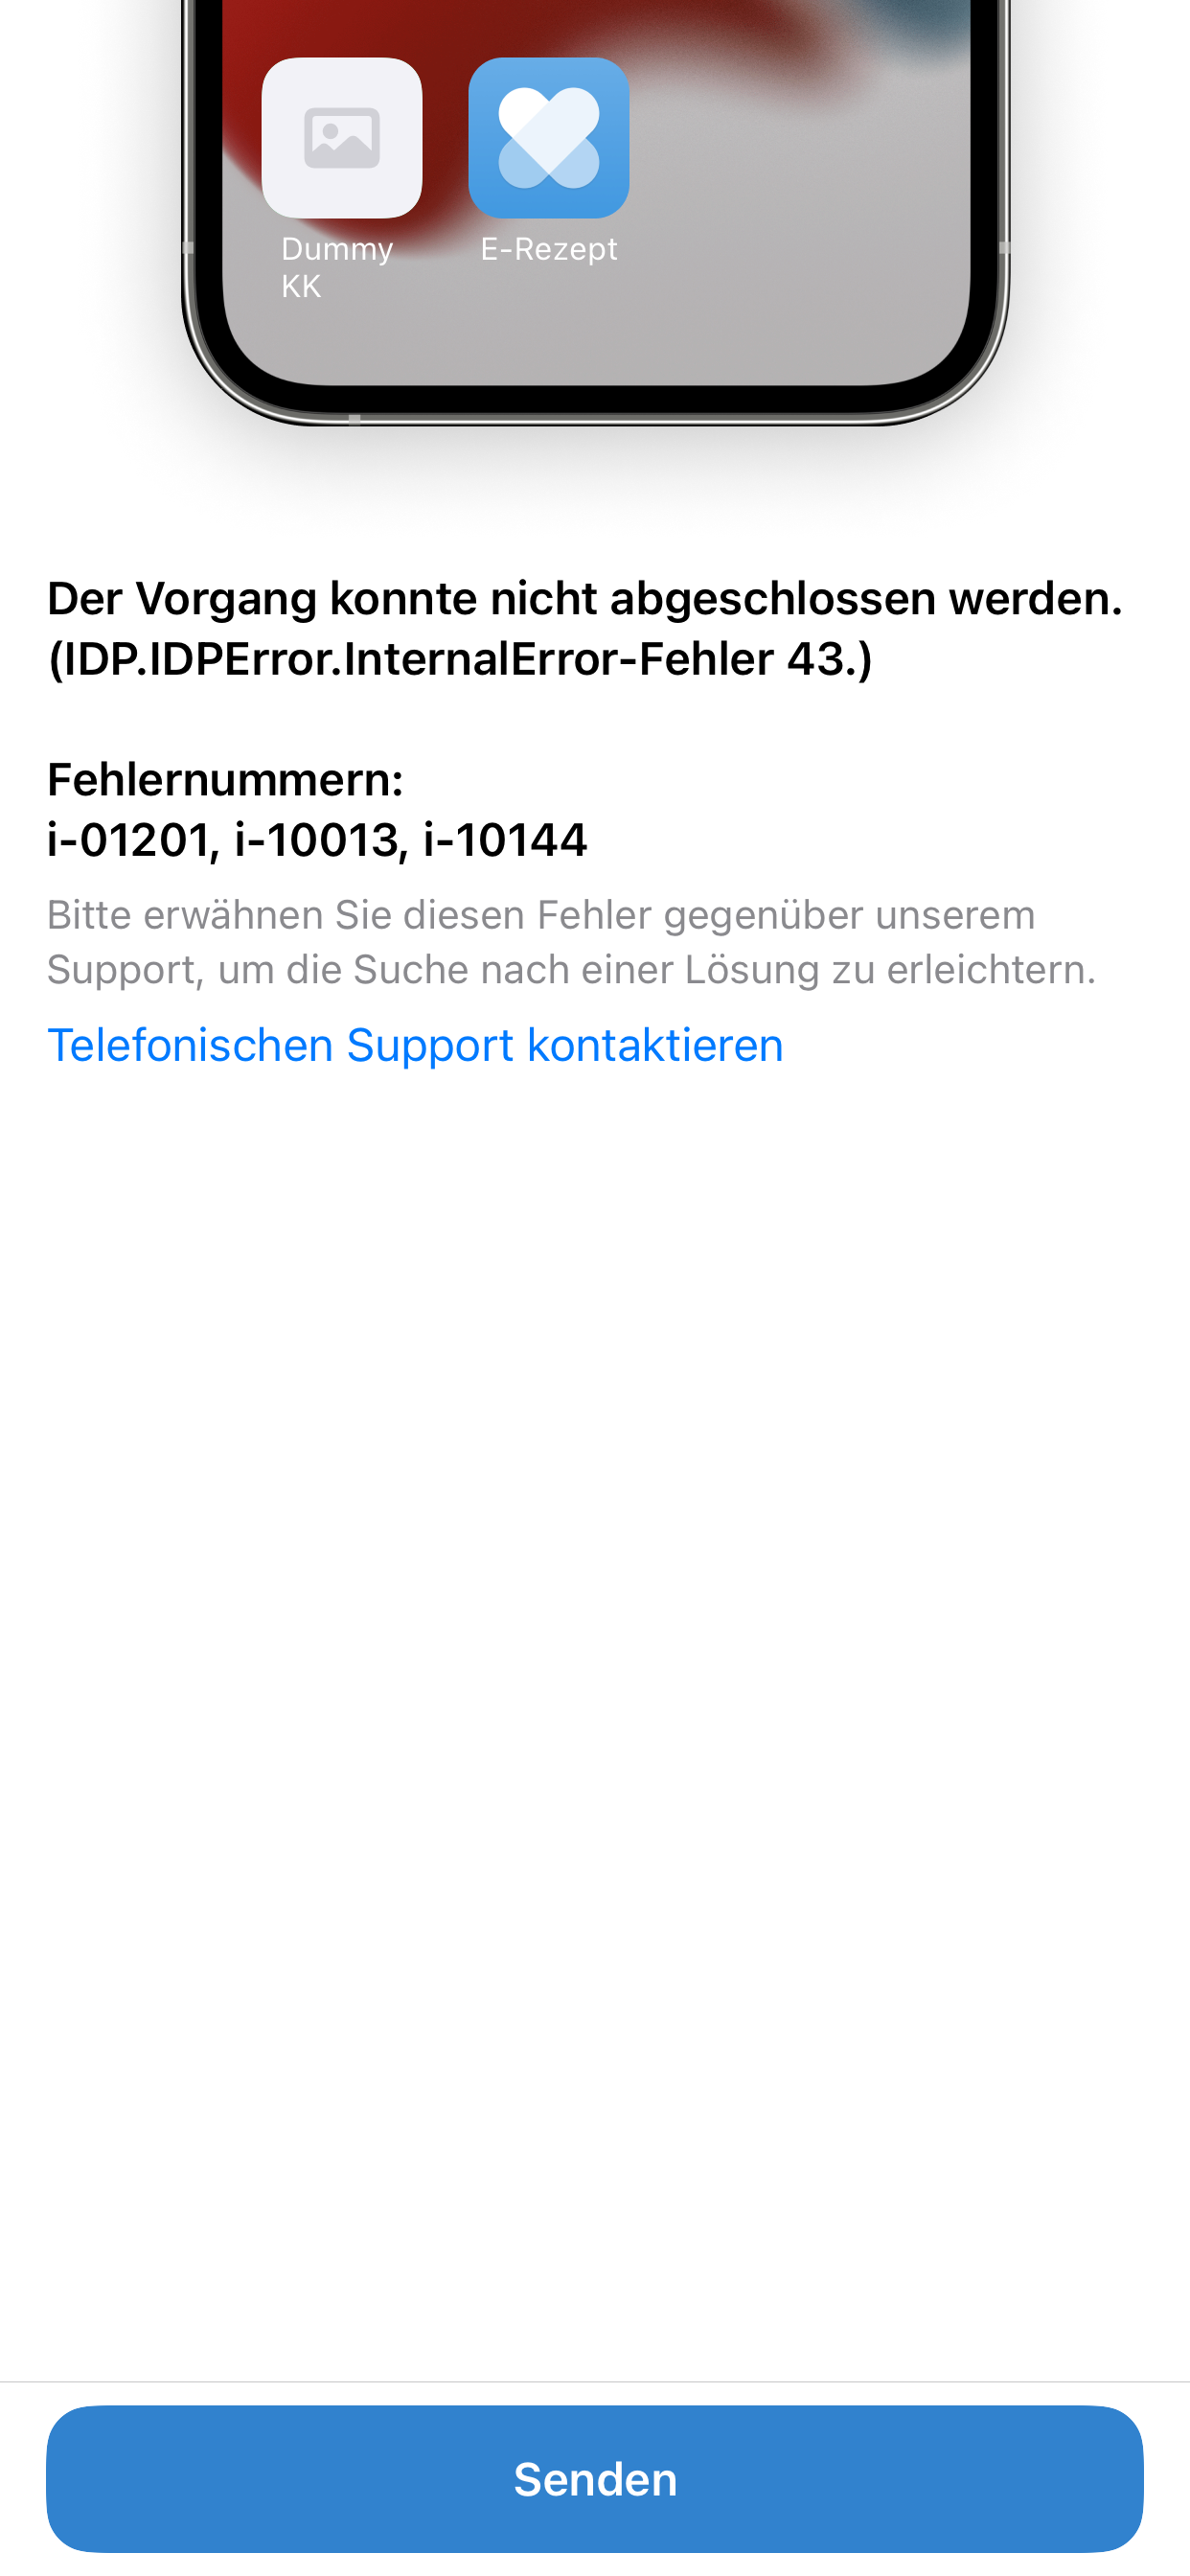 Dummy
KK
E-Rezept
Der Vorgang konnte nicht abgeschlossen werden.
(IDP.IDPError.InternalError-Fehler 43.)
Fehlernummern:
i-01201, i-10013, i-10144
Bitte erwähnen Sie diesen Fehler gegenüber unserem
Support, um die Suche nach einer Lösung zu erleichtern.
Telefonischen Support kontaktieren
Senden